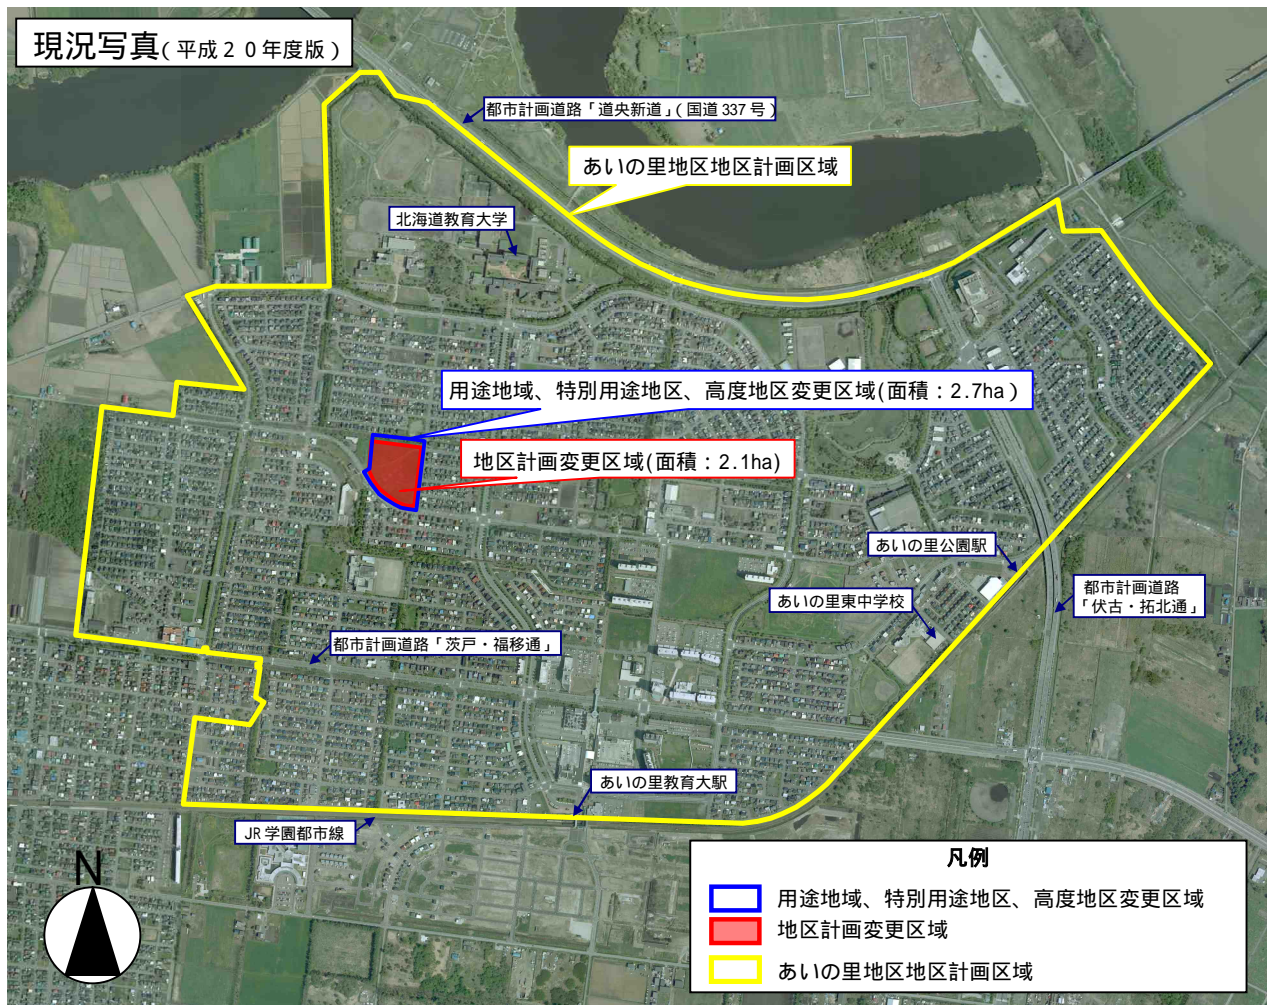 現況写真(平成20年度版)
都市計画道路「道央新道」(国道337号)
あいの里地区地区計画区域
北海道教育大学
用途地域、特別用途地区、高度地区変更区域(面積:2.7ha)
地区計画変更区域(面積:2.1ha)
あいの里公園駅
あいの里東中学校
都市計画道路
「伏古・拓北通」
都市計画道路「茨戸・福移通」
あいの里教育大駅
JR学園都市線
N
凡例
用途地域、特別用途地区、高度地区変更区域
地区計画変更区域
あいの里地区地区計画区域